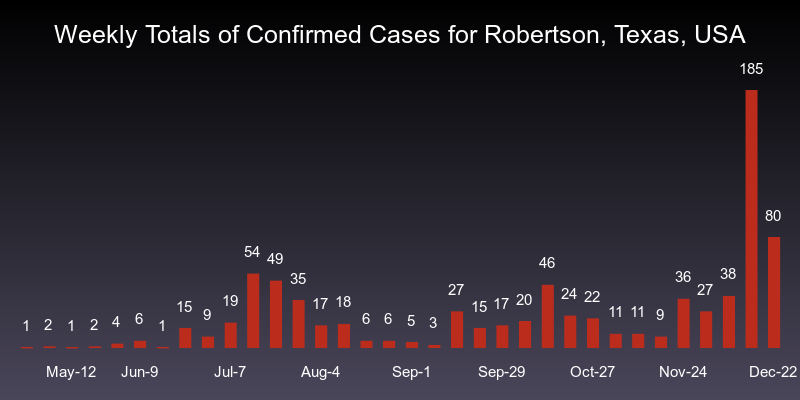 Weekly Totals of Confirmed Cases for Robertson, Texas, USA
1 2 1 2 4 6 1 15 9 19 54 49 35 17 18 6 6 5 3 27 15 17 20 46 24 22 11 11 9 36 27 38 185 80
May-12 Jun-9 Jul-7 Aug-4 Sep-1 Sep-29 Oct-27 Nov-24 Dec-22